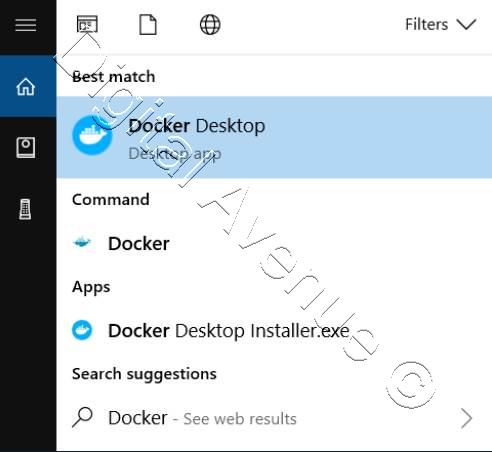 Filters
Best match
Docker Desktop
Desktop app
Command
Docker
Apps
Docker Desktop Installer.exe
Search suggestions
Docker - See web results
Digital Avenue ©